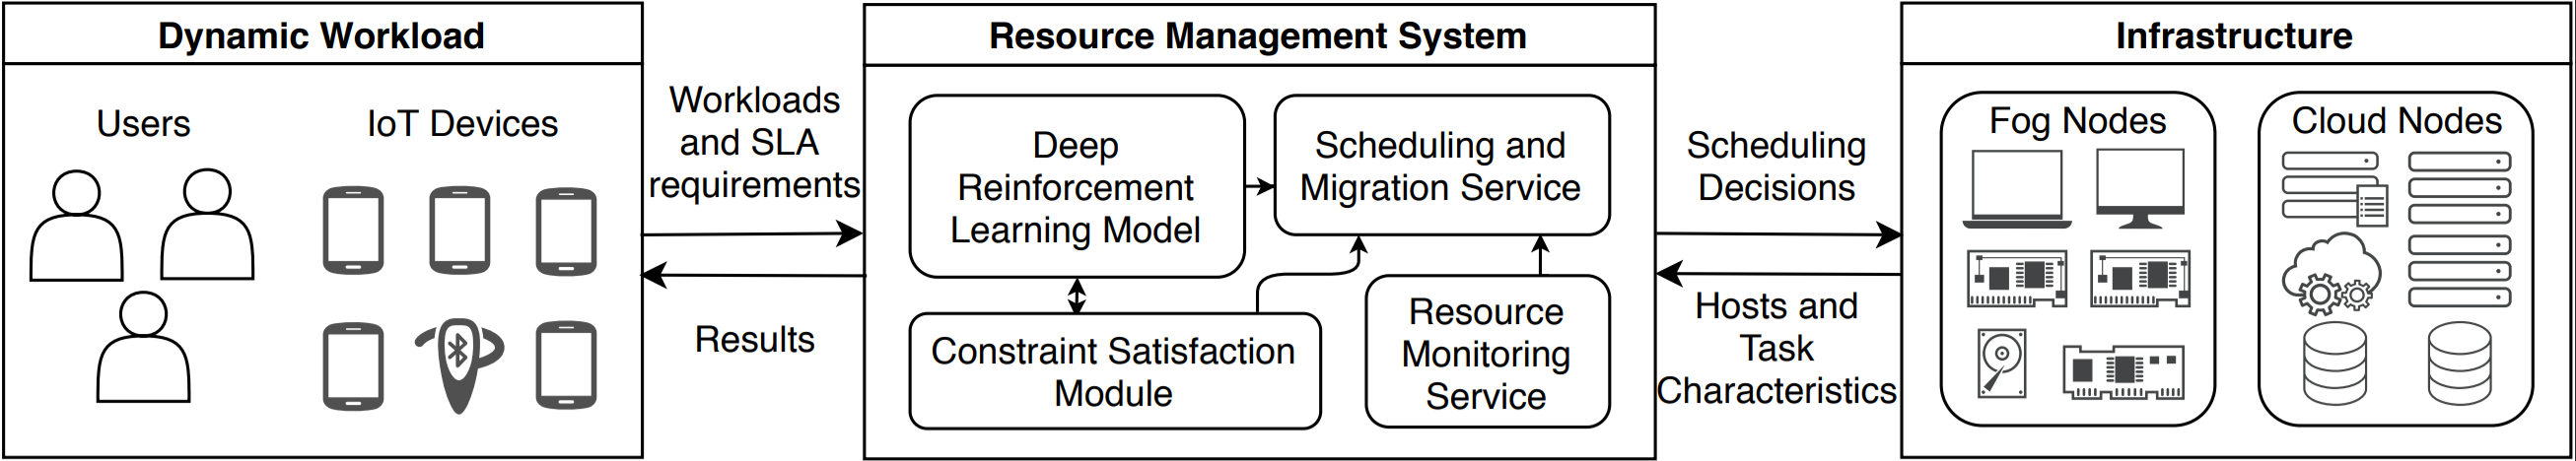 Dynamic Workload
Users
IoT Devices
Workloads
and SLA
requirements
Results
Resource Management System
Deep
Reinforcement
Learning Model
Scheduling and
Migration Service
Constraint Satisfaction
Module
Resource
Monitoring
Service
Scheduling
Decisions
Hosts and
Task
Characteristics
Infrastructure
Fog Nodes
Cloud Nodes